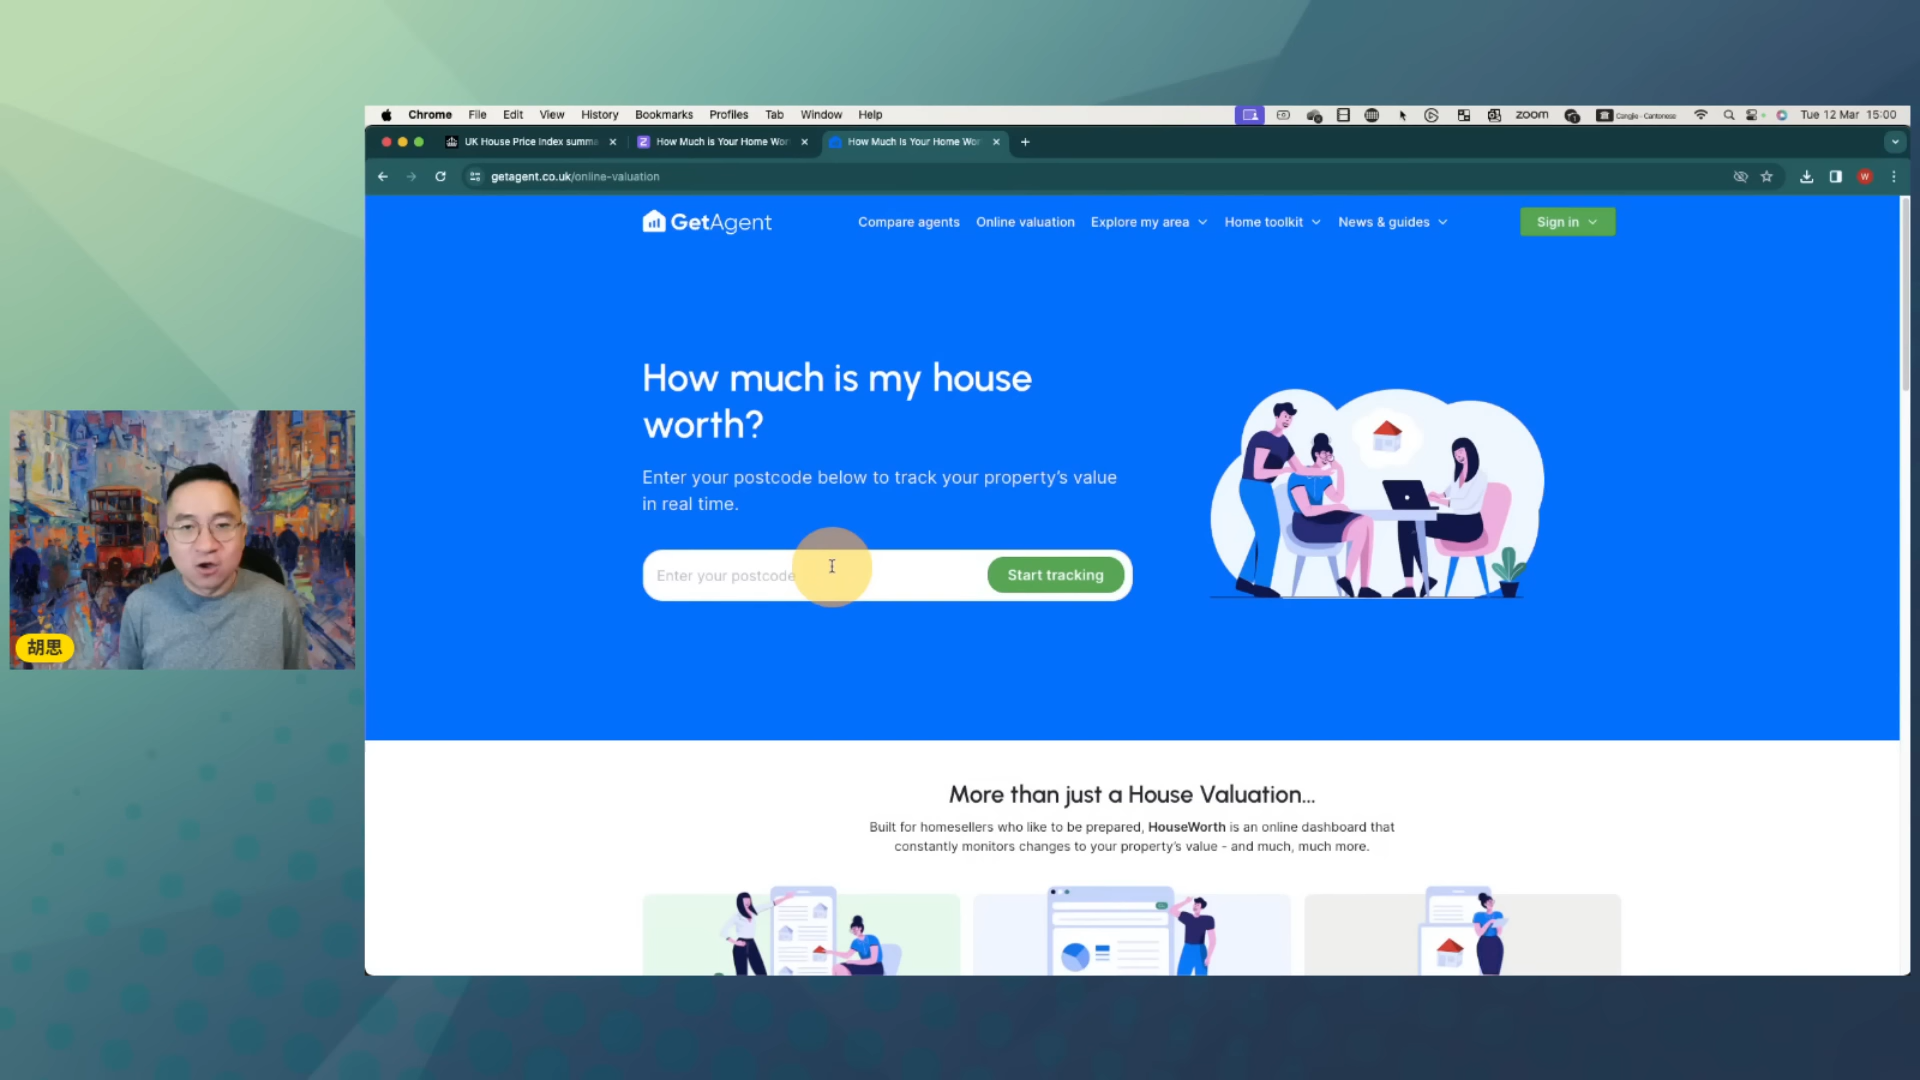 Chrome File Edit View History Bookmarks Profiles Tab Window Help
zoom Cangjie - Cantonese Tue 12 Mar 15:00
UK House Price Index summa
How Much is Your Home Wor
How Much Is Your Home Wor
getagent.co.uk/online-valuation
W
GetAgent
Compare agents Online valuation Explore my area Home toolkit News & guides Sign in
How much is my house
worth?
Enter your postcode below to track your property's value
in real time.
Enter your postcode
Start tracking
胡思
More than just a House Valuation...
Built for homesellers who like to be prepared, HouseWorth is an online dashboard that
constantly monitors changes to your property's value - and much, much more.